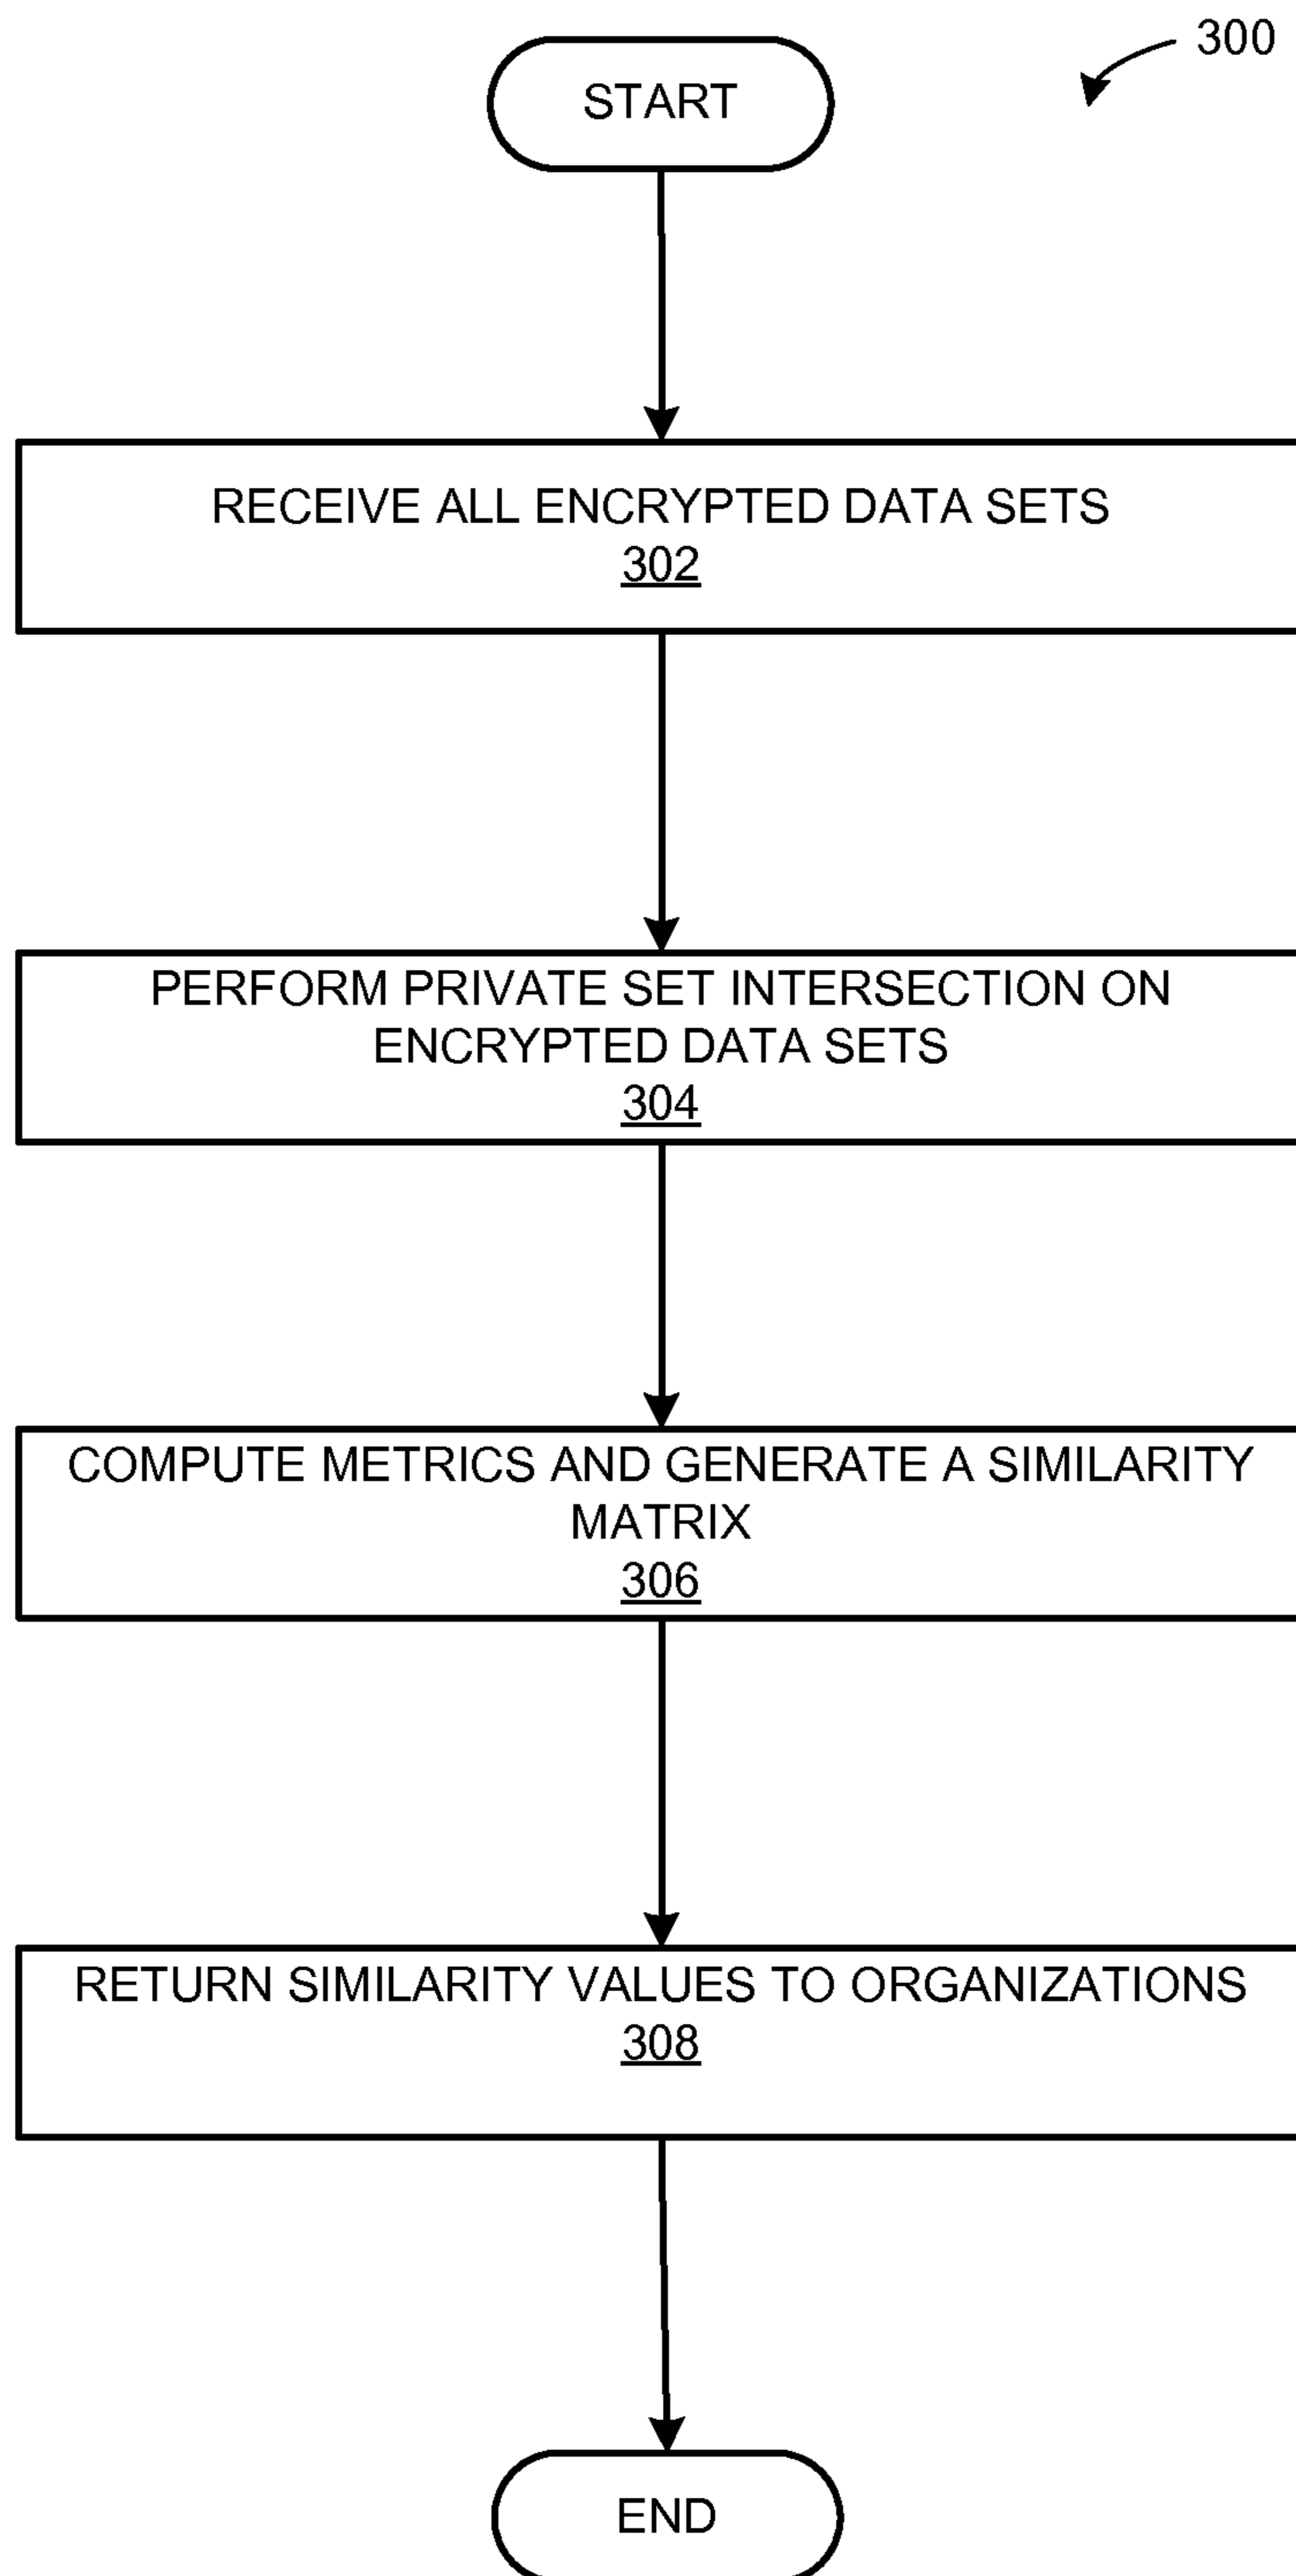 300
START
RECEIVE ALL ENCRYPTED DATA SETS
302
PERFORM PRIVATE SET INTERSECTION ON
ENCRYPTED DATA SETS
304
COMPUTE METRICS AND GENERATE A SIMILARITY
MATRIX
306
RETURN SIMILARITY VALUES TO ORGANIZATIONS
308
END